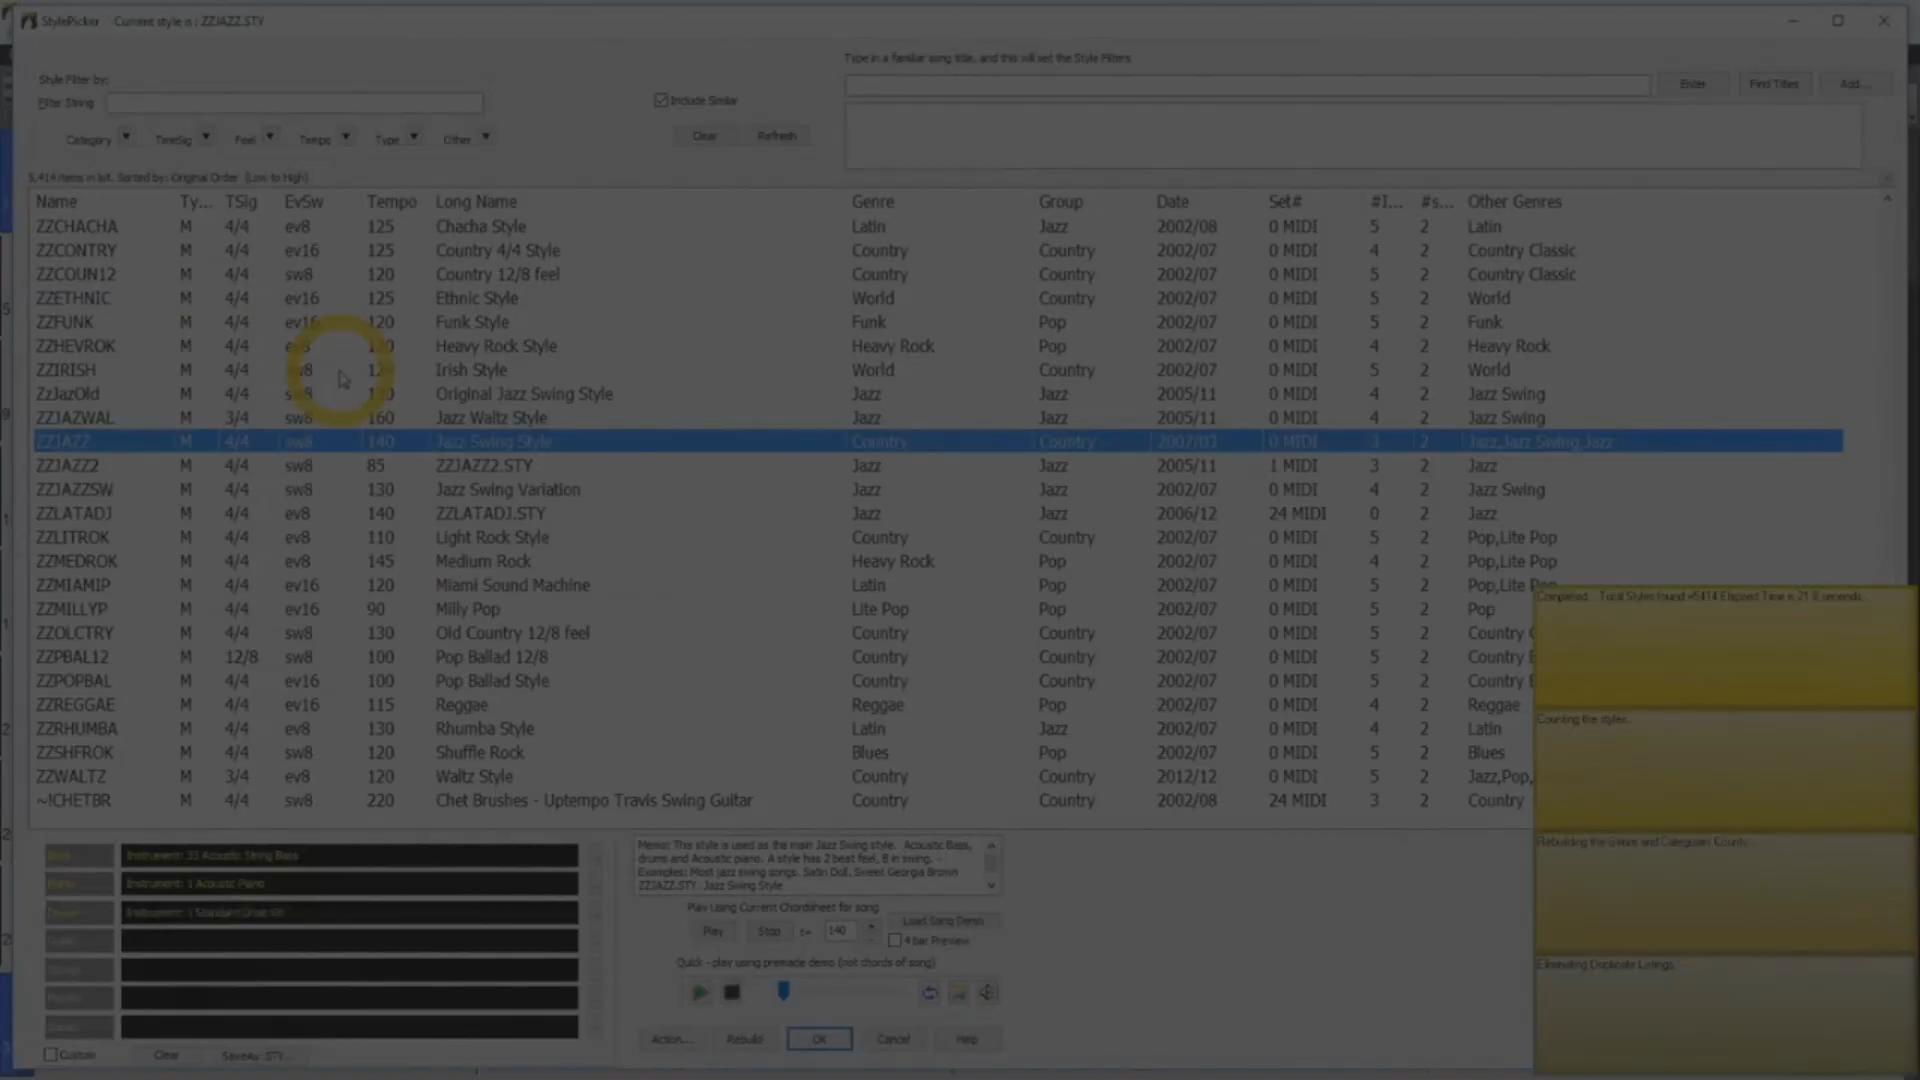 StylePicker Current style is : ZZJAZZ.STY
Type in a familiar song title, and this will set the Style Filters
Style Filter by:
Filter String
Include Similar
Enter Find Titles Add...
Category TimeSig Feel Tempo Type Other Clear Refresh
5,414 items in list. Sorted by: Original Order (Low to High)
Name Ty... TSig EvSw Tempo Long Name Genre Group Date Set# #I... #s... Other Genres
ZZCHACHA M 4/4 ev8 125 Chacha Style Latin Jazz 2002/08 0 MIDI 5 2 Latin
ZZCONTRY M 4/4 ev16 125 Country 4/4 Style Country Country 2002/07 0 MIDI 4 2 Country Classic
ZZCOUN12 M 4/4 sw8 120 Country 12/8 feel Country Country 2002/07 0 MIDI 5 2 Country Classic
ZZETHNIC M 4/4 ev16 125 Ethnic Style World Country 2002/07 0 MIDI 5 2 World
ZZFUNK M 4/4 ev16 120 Funk Style Funk Pop 2002/07 0 MIDI 5 2 Funk
ZZHEVROK M 4/4 ev8 Heavy Rock Style Heavy Rock Pop 2002/07 0 MIDI 4 2 Heavy Rock
ZZIRISH M 4/4 Irish Style World Country 2002/07 0 MIDI 5 2 World
ZzJazOld M 4/4 sw8 130 Original Jazz Swing Style Jazz Jazz 2005/11 0 MIDI 4 2 Jazz Swing
ZZJAZWAL M 3/4 sw8 160 Jazz Waltz Style Jazz Jazz 2005/11 0 MIDI 4 2 Jazz Swing
ZZJAZZ M 4/4 sw8 140 Jazz Swing Style Country Country 2007/03 0 MIDI 3 2 Jazz,Jazz Swing,Jazz
ZZJAZZ2 M 4/4 sw8 85 ZZJAZZ2.STY Jazz Jazz 2005/11 1 MIDI 3 2 Jazz
ZZJAZZSW M 4/4 sw8 130 Jazz Swing Variation Jazz Jazz 2002/07 0 MIDI 4 2 Jazz Swing
ZZLATADJ M 4/4 ev8 140 ZZLATADJ.STY Jazz Jazz 2006/12 24 MIDI 0 2 Jazz
ZZLITROK M 4/4 ev8 110 Light Rock Style Country Country 2002/07 0 MIDI 5 2 Pop,Lite Pop
ZZMEDROK M 4/4 ev8 145 Medium Rock Heavy Rock Pop 2002/07 0 MIDI 4 2 Pop,Lite Pop
ZZMIAMIP M 4/4 ev16 120 Miami Sound Machine Latin Pop 2002/07 0 MIDI 5 2 Pop,Lite Pop
ZZMILLYP M 4/4 ev16 90 Milly Pop Lite Pop Pop 2002/07 0 MIDI 5 2 Pop
ZZOLCTRY M 4/4 sw8 130 Old Country 12/8 feel Country Country 2002/07 0 MIDI 5 2 Country
ZZPBAL12 M 12/8 sw8 100 Pop Ballad 12/8 Country Country 2002/07 0 MIDI 5 2 Country
ZZPOPBAL M 4/4 ev16 100 Pop Ballad Style Country Country 2002/07 0 MIDI 5 2 Country
ZZREGGAE M 4/4 ev16 115 Reggae Reggae Pop 2002/07 0 MIDI 4 2 Reggae
ZZRHUMBA M 4/4 ev8 130 Rhumba Style Latin Jazz 2002/07 0 MIDI 4 2 Latin
ZZSHFROK M 4/4 sw8 120 Shuffle Rock Blues Pop 2002/07 0 MIDI 5 2 Blues
ZZWALTZ M 3/4 ev8 120 Waltz Style Country Country 2012/12 0 MIDI 5 2 Jazz,Pop,
~!CHETBR M 4/4 sw8 220 Chet Brushes - Uptempo Travis Swing Guitar Country Country 2002/08 24 MIDI 3 2 Country
Completed. Total Styles found =5414 Elapsed Time is 21.8 seconds...
Counting the styles...
Rebuilding the Genre and Categories County...
Eliminating Duplicate Listings...
Instrument: 33 Acoustic String Bass
Instrument: 1 Acoustic Piano
Instrument: 1 Standard Drum Kit
Custom Clear SaveAs .STY...
Memo: This style is used as the main Jazz Swing style. Acoustic Bass,
drums and Acoustic piano. A style has 2 beat feel, B in swing. -
Examples: Most jazz swing songs. Satin Doll, Sweet Georgia Brown
ZZJAZZ.STY Jazz Swing Style
Play Using Current Chordsheet for song
Play Stop t= 140 Load Song Demo
4 bar Preview
Quick - play using premade demo (not chords of song)
Action... Rebuild OK Cancel Help